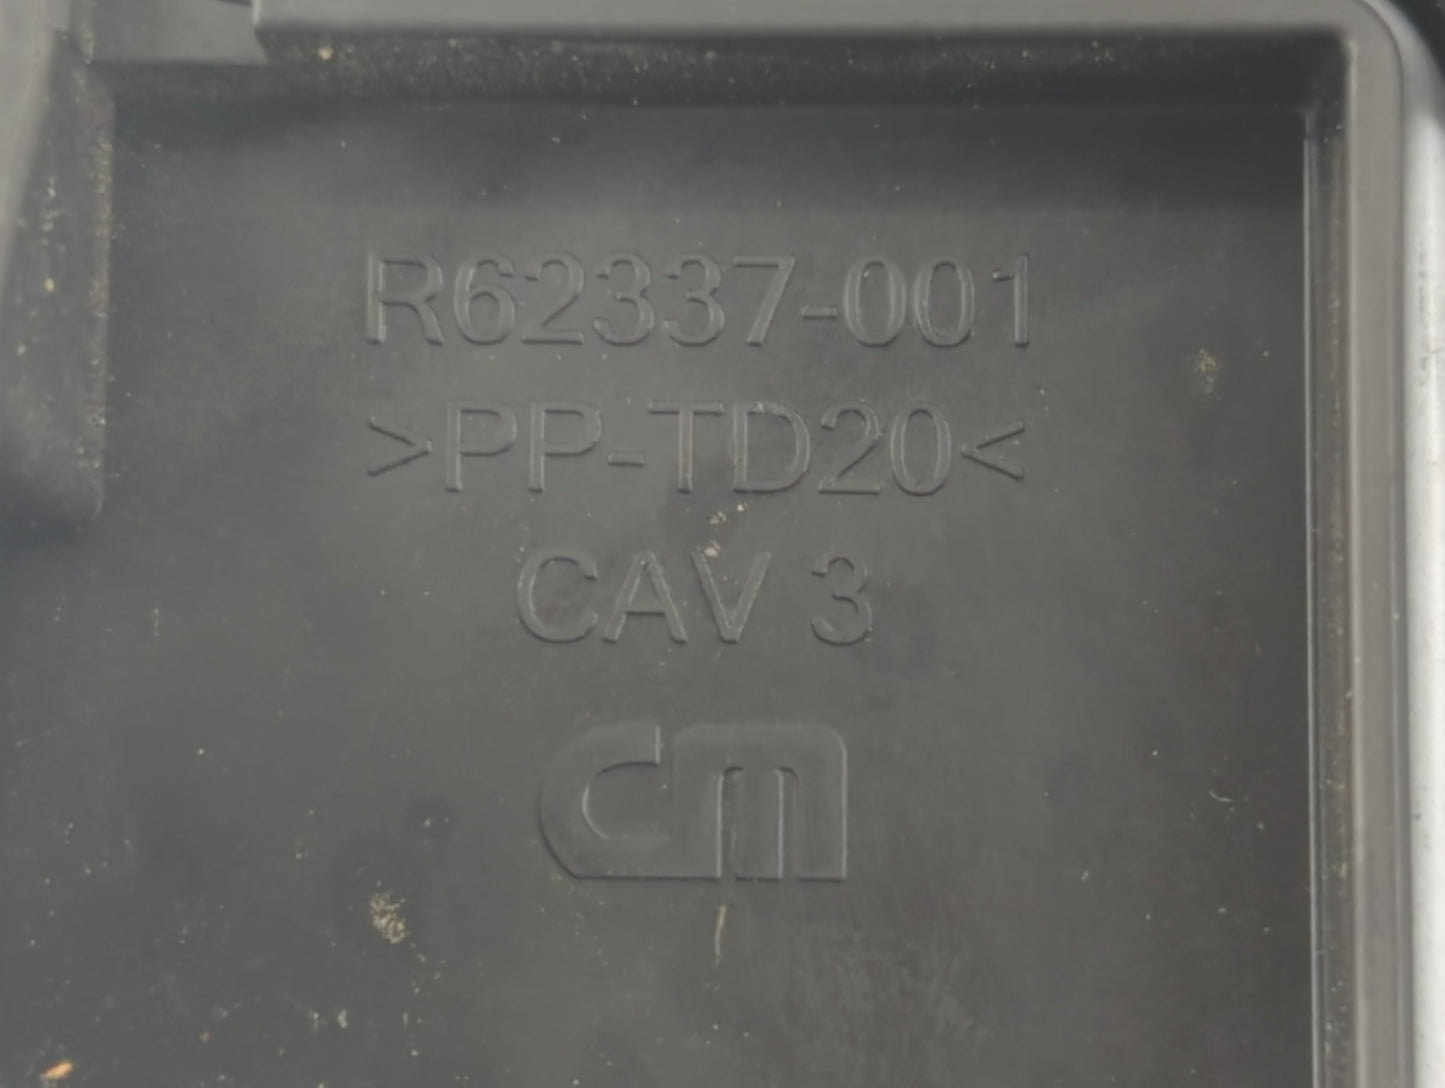 R62337-001
>PP-TD20<
CAV 3
cm